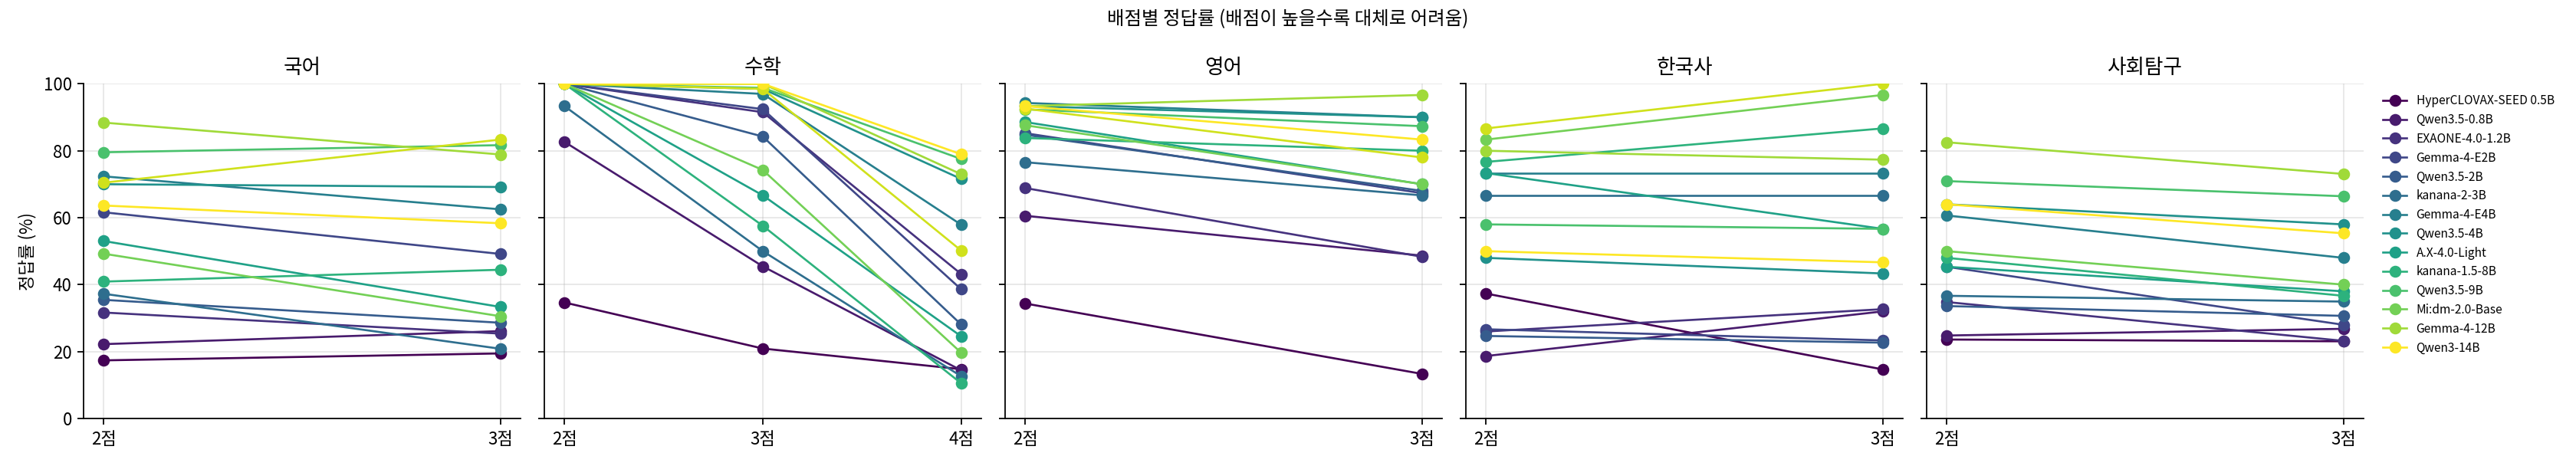 배점별 정답률 (배점이 높을수록 대체로 어려움)
국어
수학
영어
한국사
사회탐구
정답률 (%)
100
80
60
40
20
0
2점
3점
2점
3점
4점
2점
3점
2점
3점
2점
3점
HyperCLOVAX-SEED 0.5B
Qwen3.5-0.8B
EXAONE-4.0-1.2B
Gemma-4-E2B
Qwen3.5-2B
kanana-2-3B
Gemma-4-E4B
Qwen3.5-4B
A.X-4.0-Light
kanana-1.5-8B
Qwen3.5-9B
Mi:dm-2.0-Base
Gemma-4-12B
Qwen3-14B